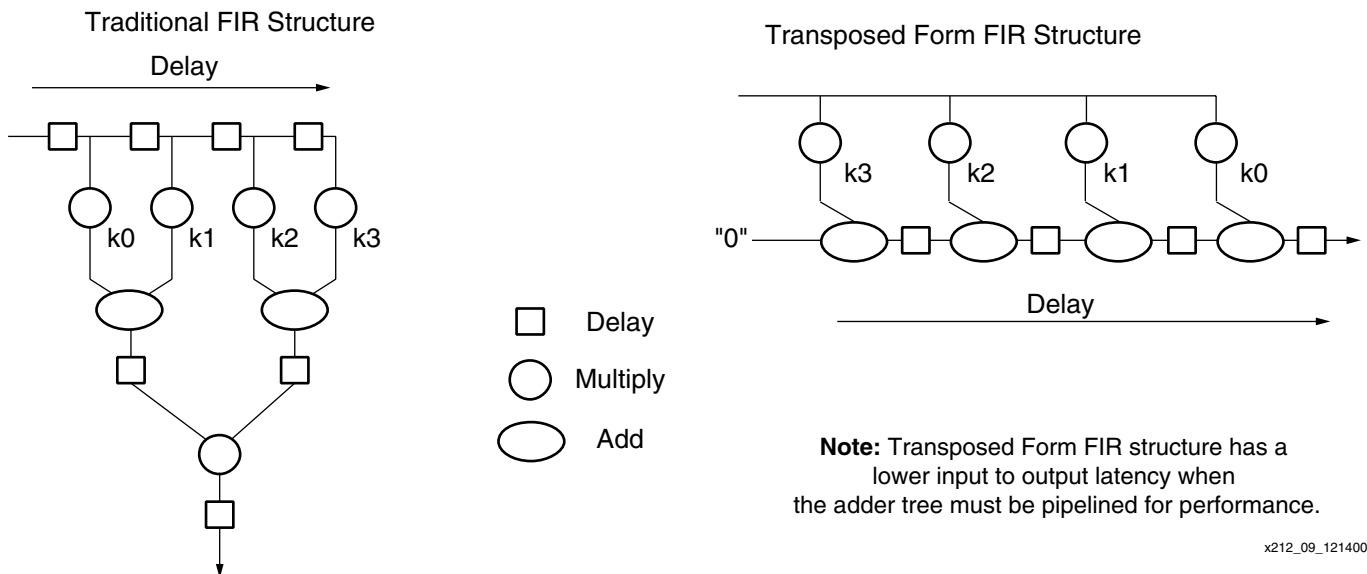 Traditional FIR Structure
Delay
k0
k1
k2
k3
Transposed Form FIR Structure
k3
k2
k1
k0
"0"
Delay
Delay
Multiply
Add
Note: Transposed Form FIR structure has a
lower input to output latency when
the adder tree must be pipelined for performance.
x212_09_121400